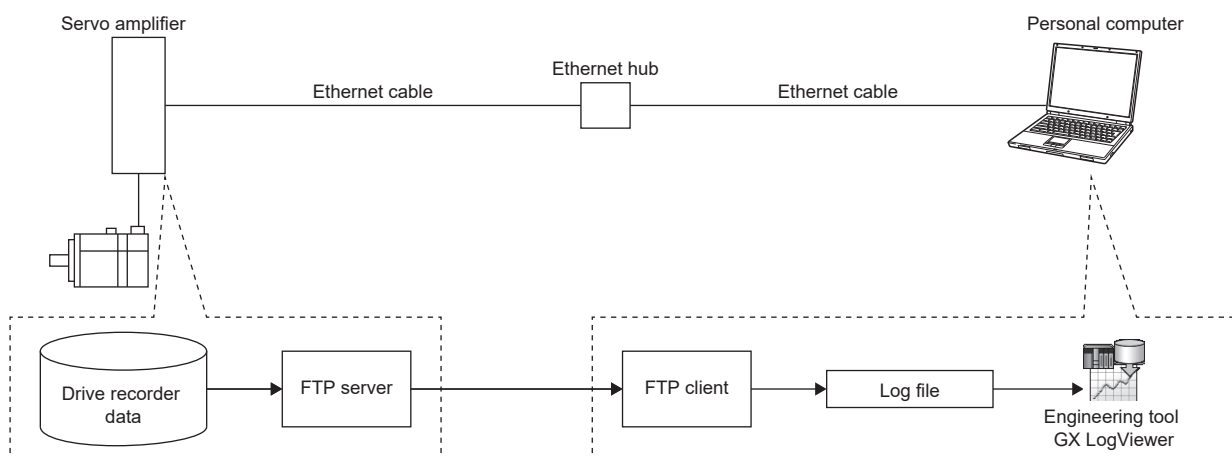 Servo amplifier
Personal computer
Ethernet hub
Ethernet cable
Ethernet cable
Drive recorder
data
FTP server
FTP client
Log file
Engineering tool
GX LogViewer